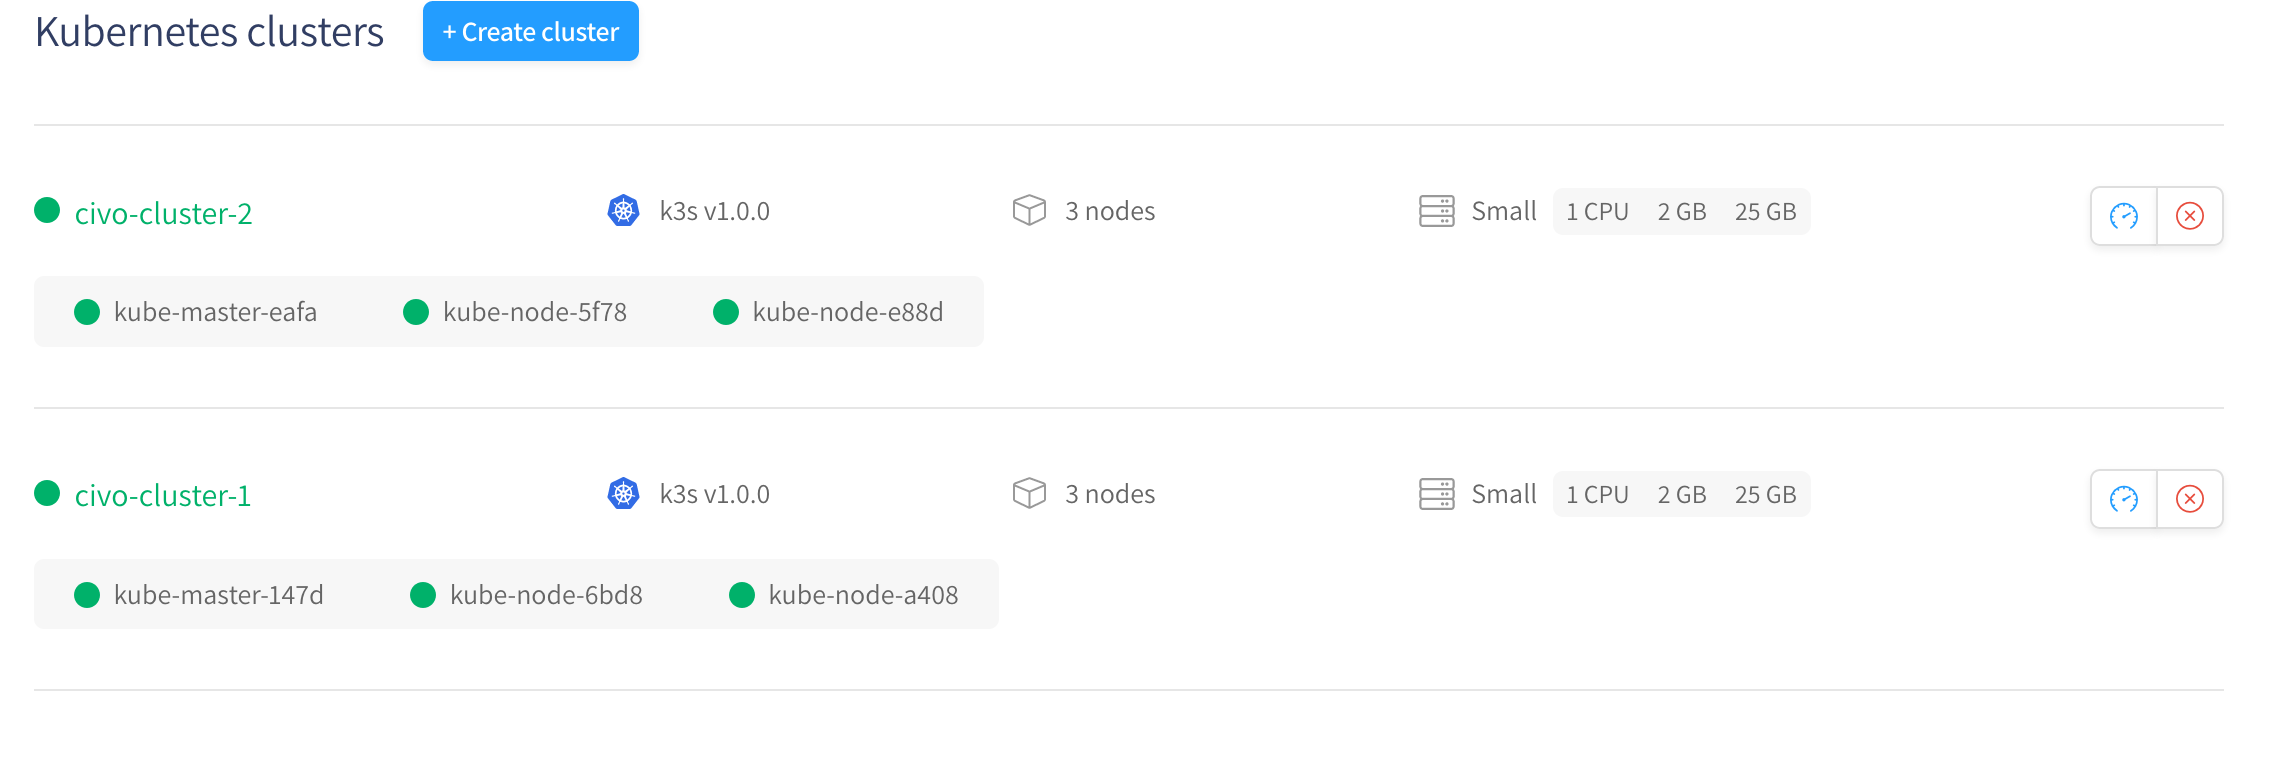 Kubernetes clusters + Create cluster
civo-cluster-2 k3s v1.0.0 3 nodes Small 1 CPU 2 GB 25 GB
kube-master-eafa kube-node-5f78 kube-node-e88d
civo-cluster-1 k3s v1.0.0 3 nodes Small 1 CPU 2 GB 25 GB
kube-master-147d kube-node-6bd8 kube-node-a408